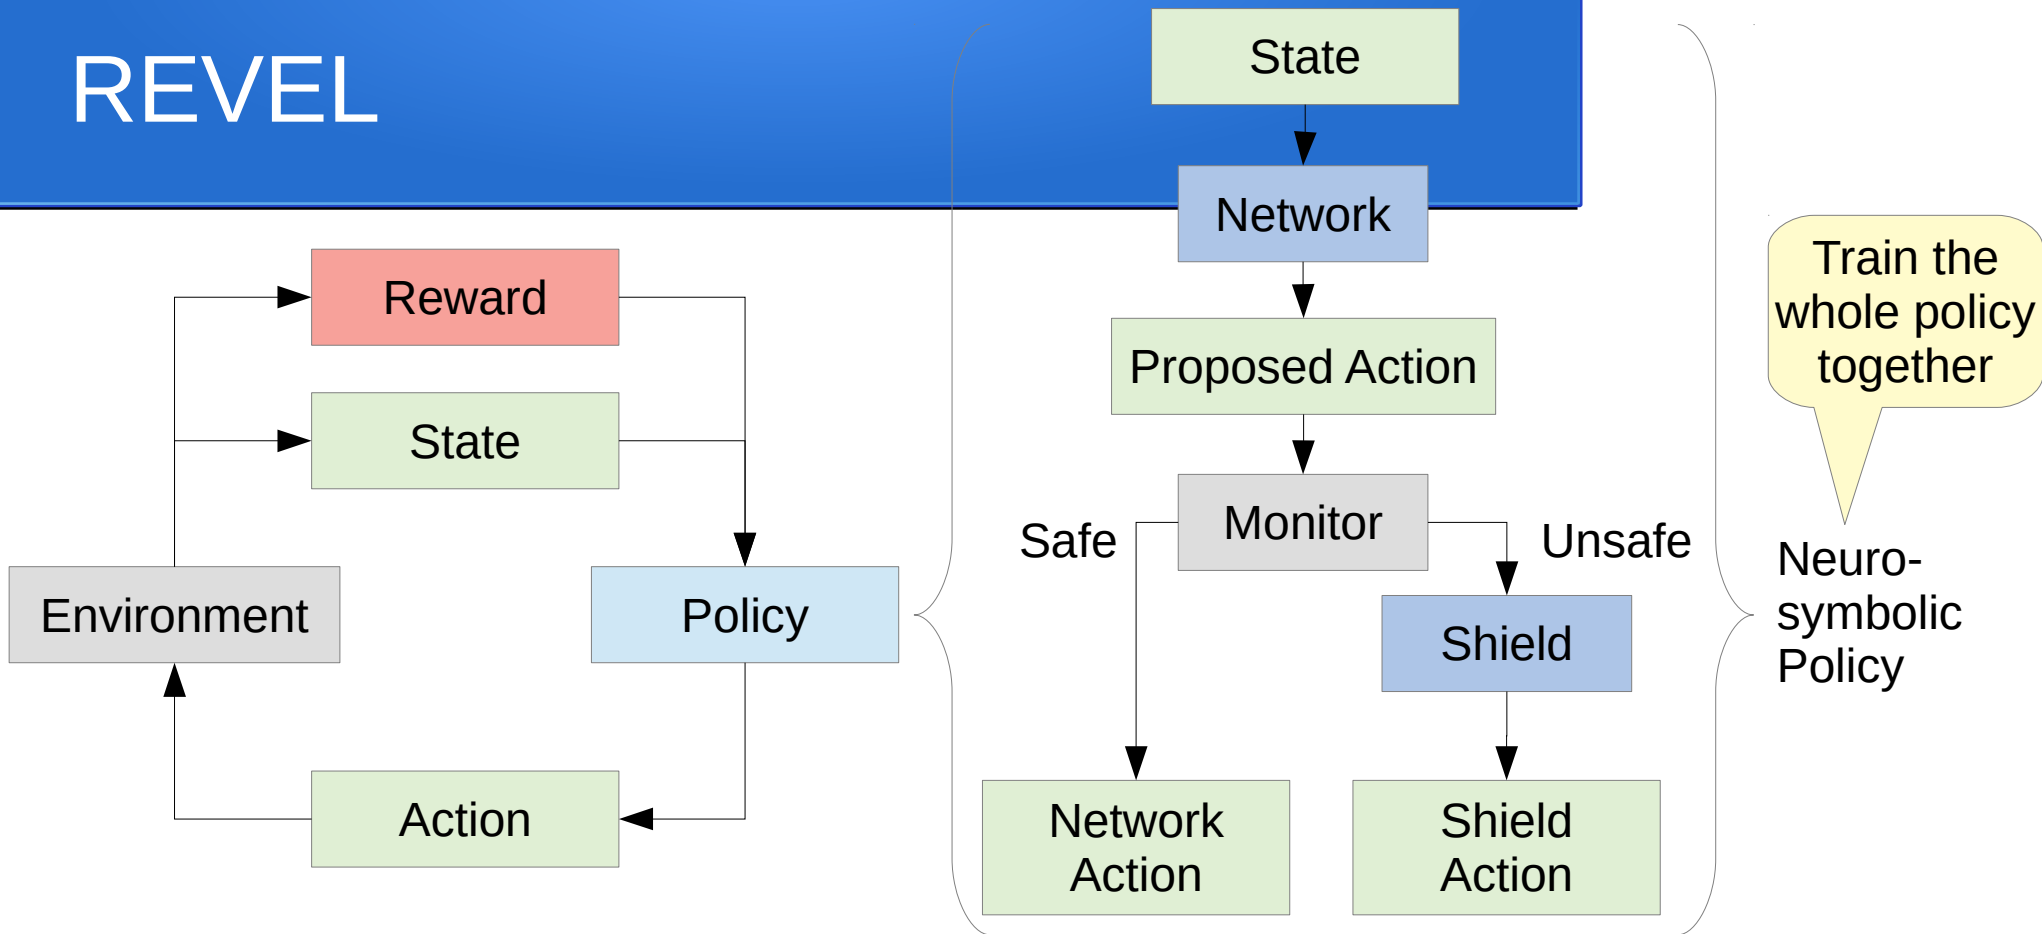 REVEL
Reward
State
Environment
Policy
Action
State
Network
Proposed Action
Monitor
Safe
Unsafe
Shield
Network
Action
Shield
Action
Train the
whole policy
together
Neuro-
symbolic
Policy